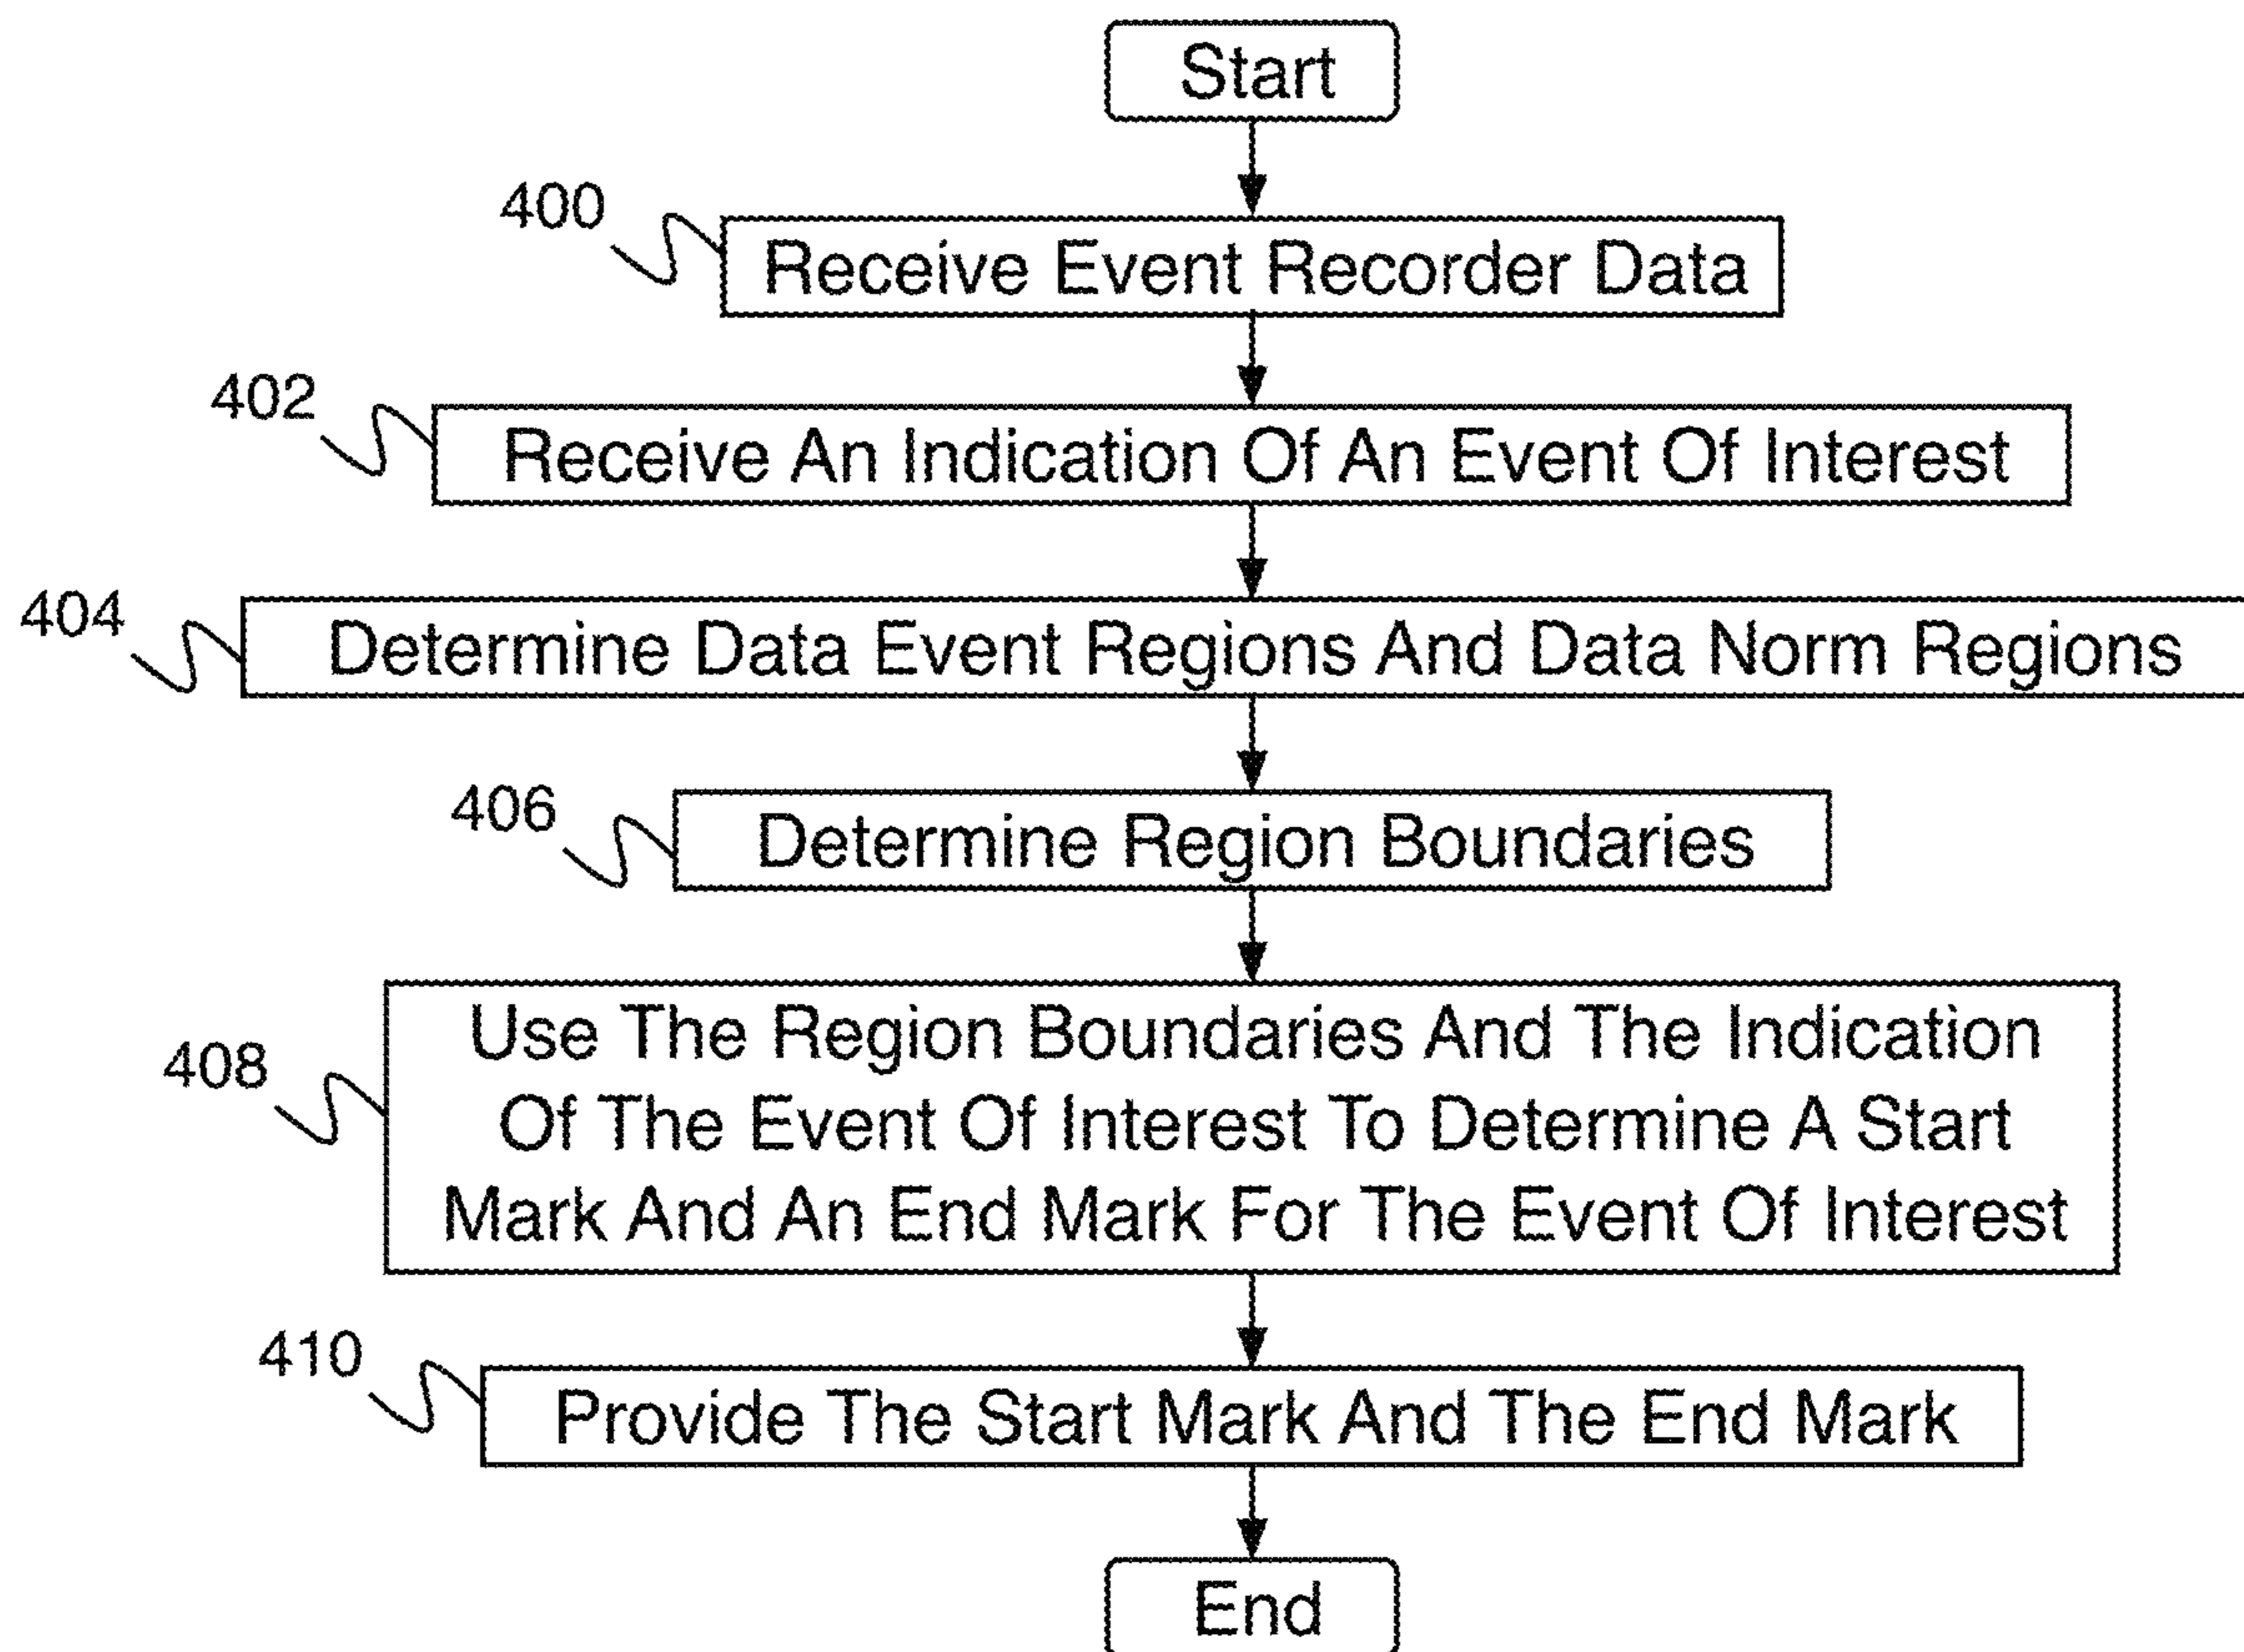 Start
400
Receive Event Recorder Data
402
Receive An Indication Of An Event Of Interest
404
Determine Data Event Regions And Data Norm Regions
406
Determine Region Boundaries
408
Use The Region Boundaries And The Indication
Of The Event Of Interest To Determine A Start
Mark And An End Mark For The Event Of Interest
410
Provide The Start Mark And The End Mark
End